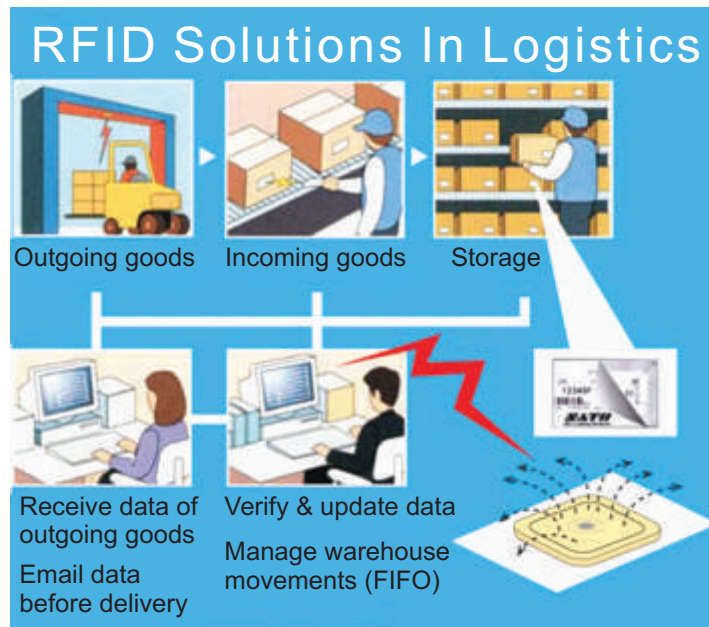 RFID Solutions In Logistics
Outgoing goods
Incoming goods
Storage
SATO
Receive data of
outgoing goods
Email data
before delivery
Verify & update data
Manage warehouse
movements (FIFO)